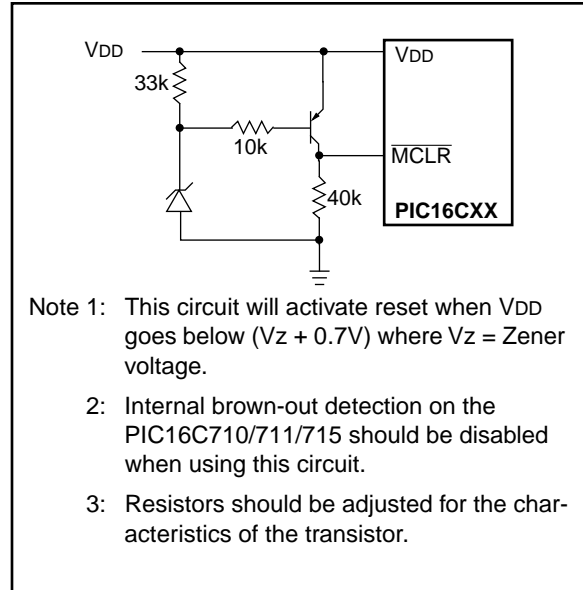 VDD
VDD
33k
10k
MCLR
40k
PIC16CXX
Note 1: This circuit will activate reset when VDD
goes below (Vz + 0.7V) where Vz = Zener
voltage.
2: Internal brown-out detection on the
PIC16C710/711/715 should be disabled
when using this circuit.
3: Resistors should be adjusted for the char-
acteristics of the transistor.